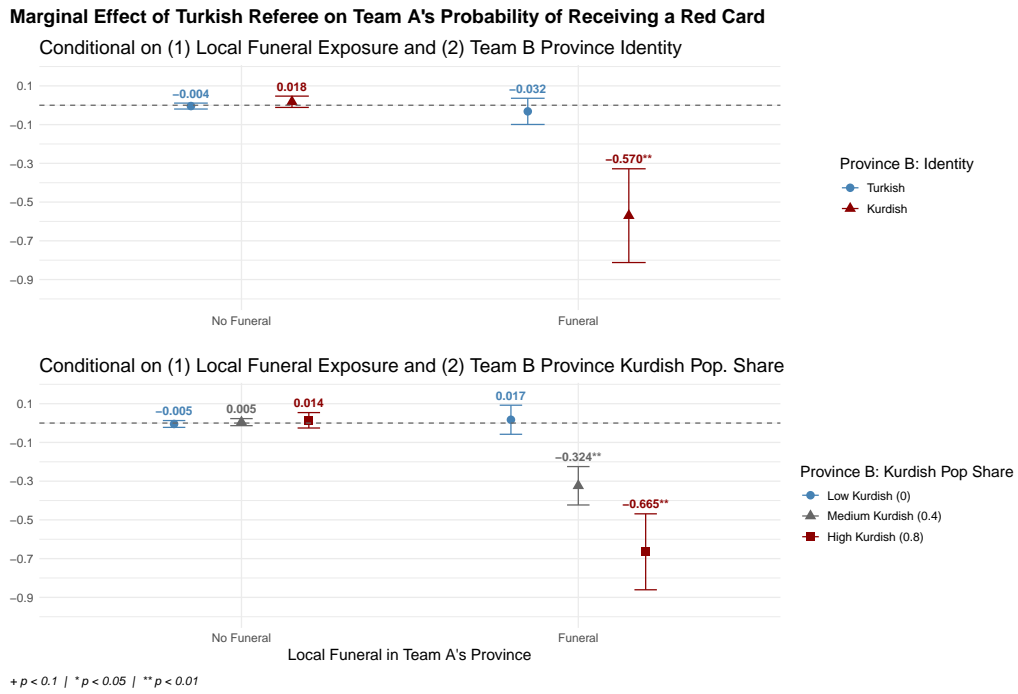 Marginal Effect of Turkish Referee on Team A's Probability of Receiving a Red Card
Conditional on (1) Local Funeral Exposure and (2) Team B Province Identity
0.1
−0.1
−0.3
−0.5
−0.7
−0.9
−0.004
0.018
−0.032
−0.570**
No Funeral
Funeral
Province B: Identity
Turkish
Kurdish
Conditional on (1) Local Funeral Exposure and (2) Team B Province Kurdish Pop. Share
0.1
−0.1
−0.3
−0.5
−0.7
−0.9
−0.005
0.005
0.014
0.017
−0.324**
−0.665**
No Funeral
Funeral
Local Funeral in Team A's Province
Province B: Kurdish Pop Share
Low Kurdish (0)
Medium Kurdish (0.4)
High Kurdish (0.8)
+ p < 0.1 | * p < 0.05 | ** p < 0.01